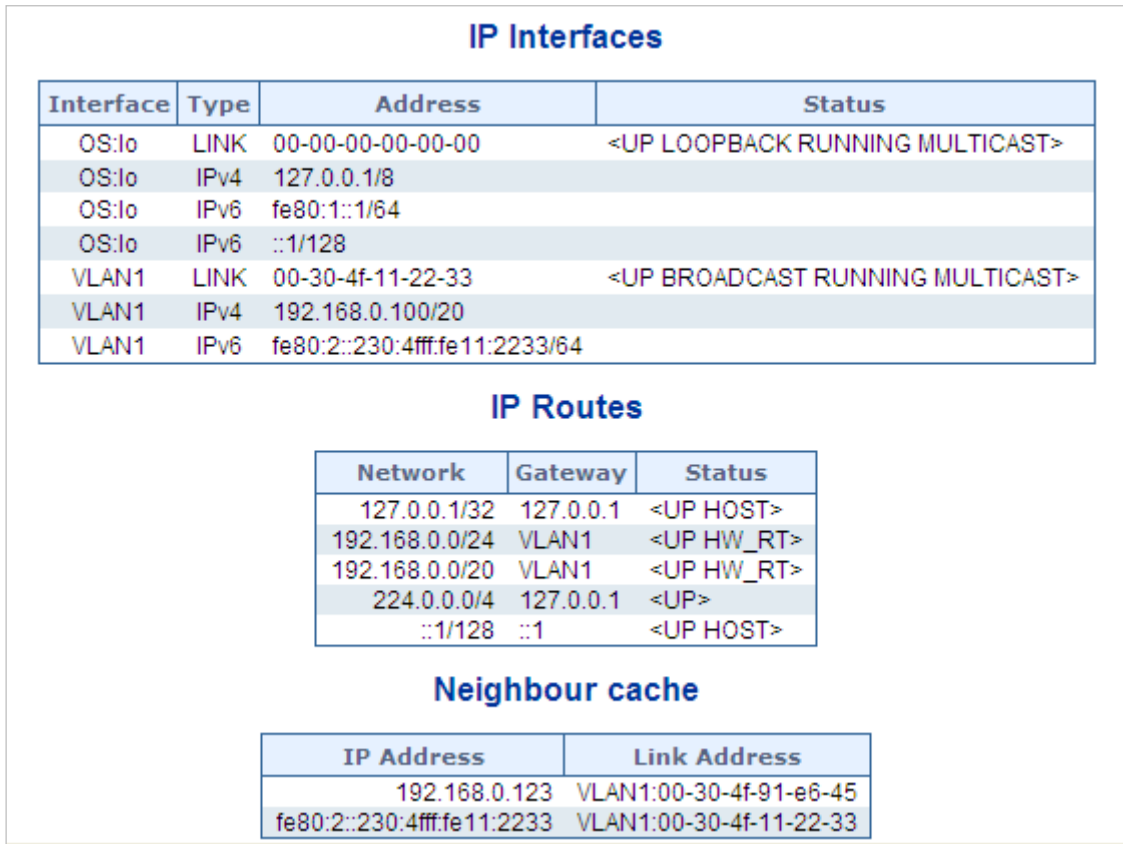 IP Interfaces
Interface Type Address Status
OS:lo LINK 00-00-00-00-00-00 <UP LOOPBACK RUNNING MULTICAST>
OS:lo IPv4 127.0.0.1/8
OS:lo IPv6 fe80:1::1/64
OS:lo IPv6 ::1/128
VLAN1 LINK 00-30-4f-11-22-33 <UP BROADCAST RUNNING MULTICAST>
VLAN1 IPv4 192.168.0.100/20
VLAN1 IPv6 fe80:2::230:4fff:fe11:2233/64
IP Routes
Network Gateway Status
127.0.0.1/32 127.0.0.1 <UP HOST>
192.168.0.0/24 VLAN1 <UP HW_RT>
192.168.0.0/20 VLAN1 <UP HW_RT>
224.0.0.0/4 127.0.0.1 <UP>
::1/128 ::1 <UP HOST>
Neighbour cache
IP Address Link Address
192.168.0.123 VLAN1:00-30-4f-91-e6-45
fe80:2::230:4fff:fe11:2233 VLAN1:00-30-4f-11-22-33